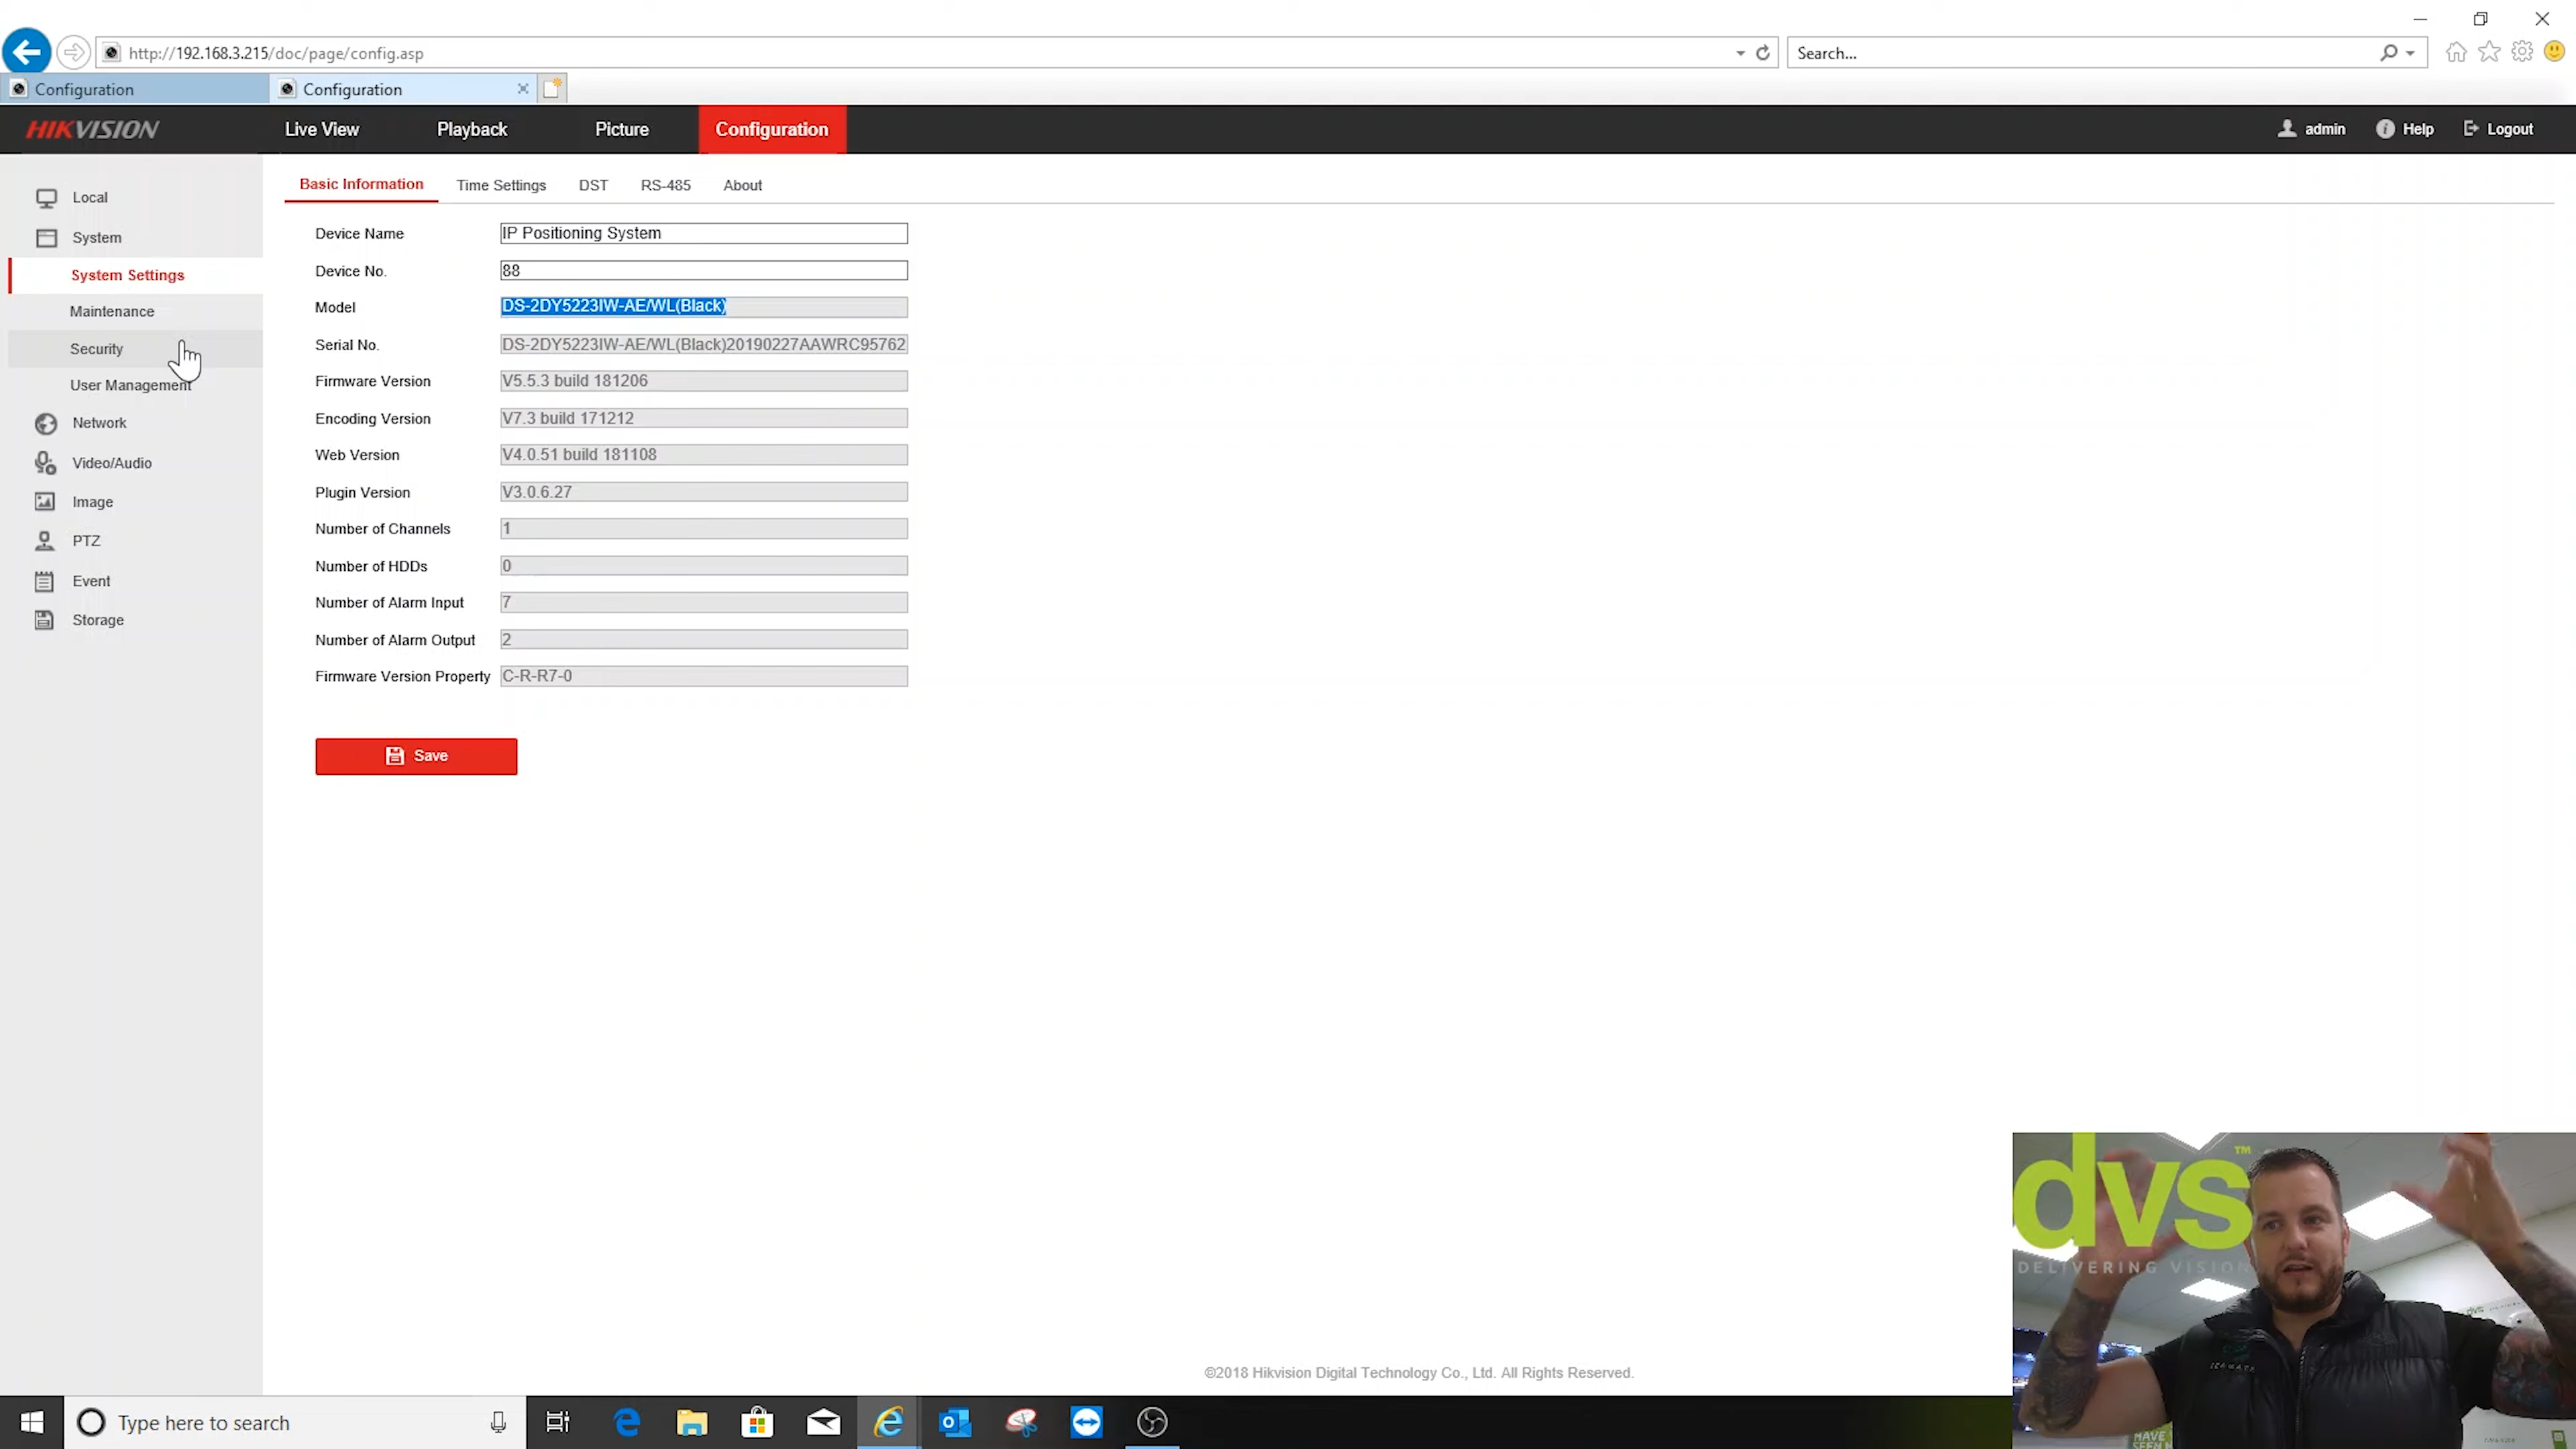 http://192.168.3.215/doc/page/config.asp
Search...
Configuration
Configuration
HIKVISION
Live View
Playback
Picture
Configuration
admin
Help
Logout
Local
System
System Settings
Maintenance
Security
User Management
Network
Video/Audio
Image
PTZ
Event
Storage
Basic Information
Time Settings
DST
RS-485
About
Device Name IP Positioning System
Device No. 88
Model DS-2DY5223IW-AE/WL(Black)
Serial No. DS-2DY5223IW-AE/WL(Black)20190227AAWRC95762
Firmware Version V5.5.3 build 181206
Encoding Version V7.3 build 171212
Web Version V4.0.51 build 181108
Plugin Version V3.0.6.27
Number of Channels 1
Number of HDDs 0
Number of Alarm Input 7
Number of Alarm Output 2
Firmware Version Property C-R-R7-0
Save
dvs™
DELIVERING VISION
dvs
HAVE
SEEN
©2018 Hikvision Digital Technology Co., Ltd. All Rights Reserved.
Type here to search